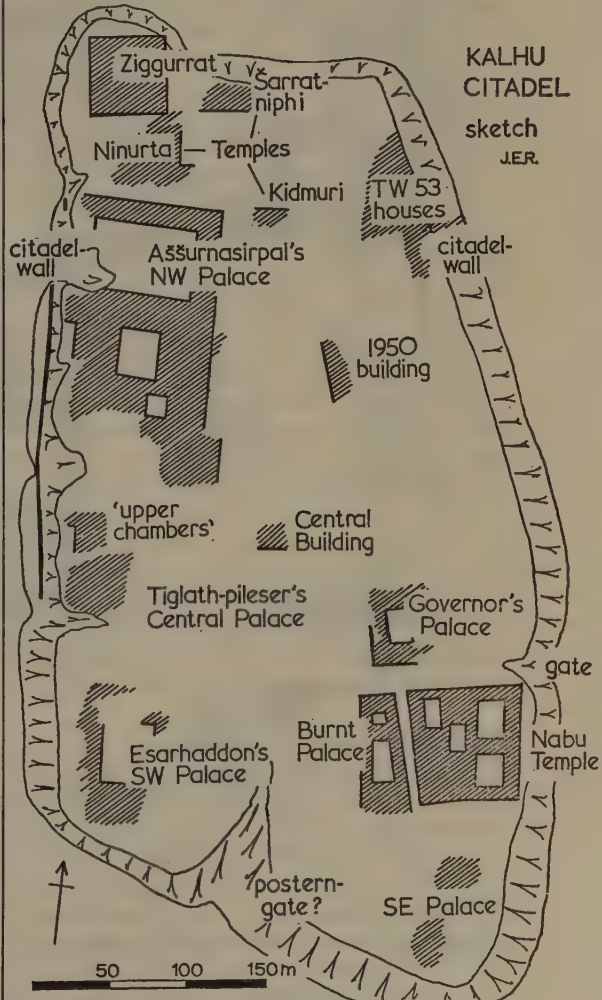 KALHU
CITADEL
sketch
J.E.R.
Ziggurrat
Šarrat-
niphi
Ninurta — Temples
Kidmuri
TW 53
houses
citadel-
wall
Aššurnasirpal's
NW Palace
citadel-
wall
1950
building
'upper
chambers'
Central
Building
Tiglath-pileser's
Central Palace
Governor's
Palace
gate
Burnt
Palace
Nabu
Temple
Esarhaddon's
SW Palace
postern-
gate?
SE Palace
50 100 150 m